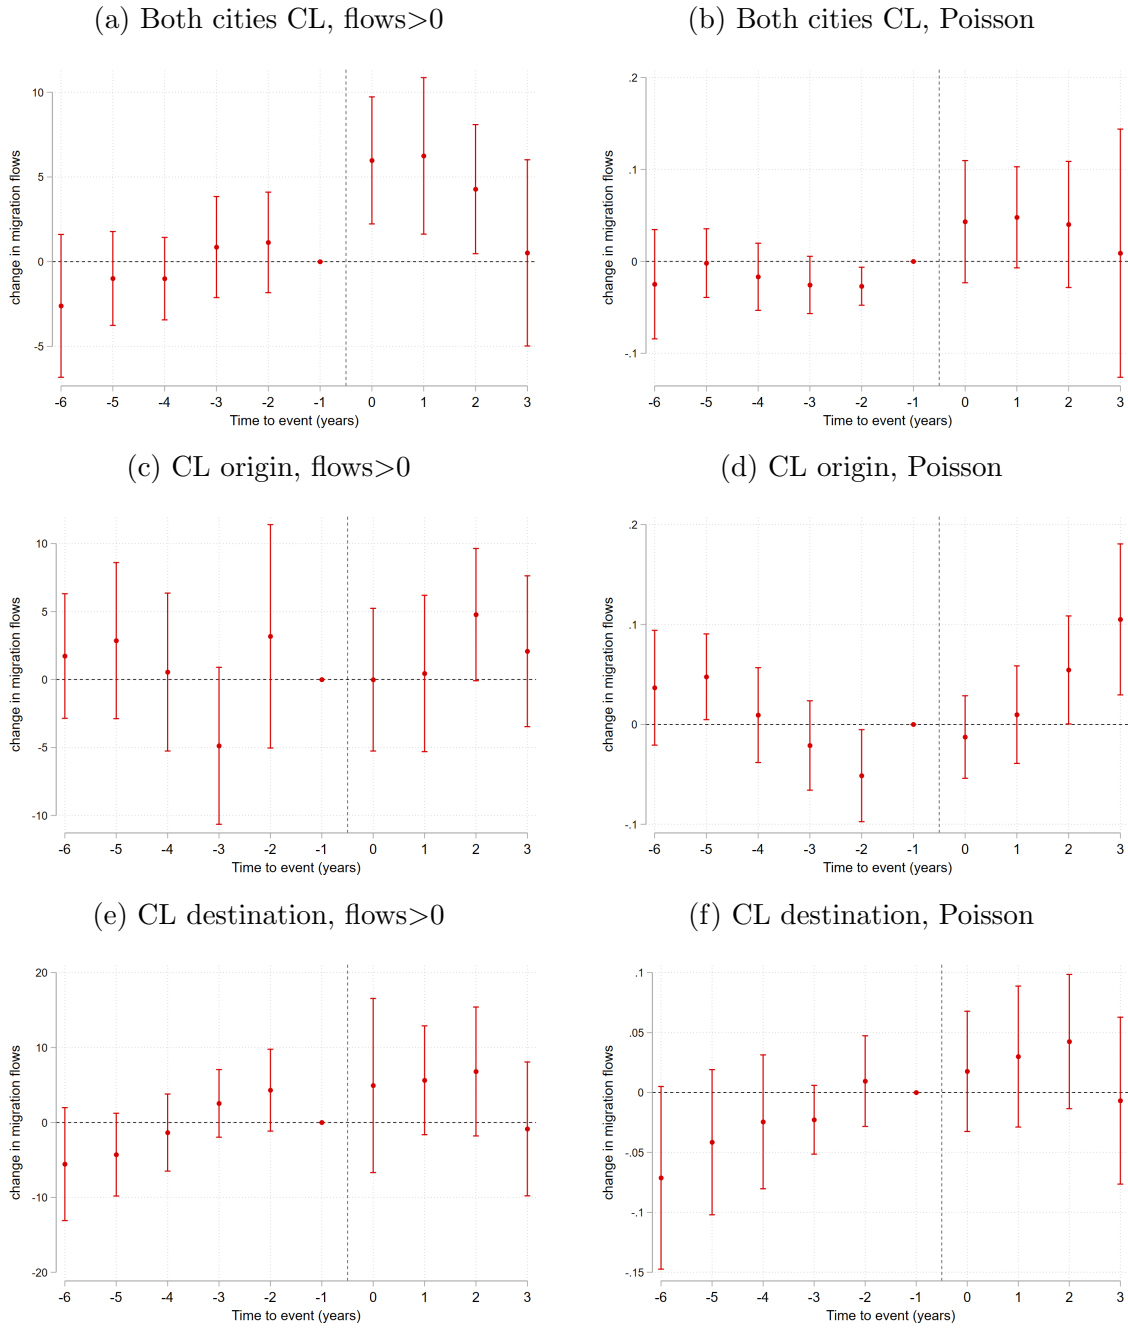 (a) Both cities CL, flows>0
change in migration flows
10
5
0
-5
-6 -5 -4 -3 -2 -1 0 1 2 3
Time to event (years)
(b) Both cities CL, Poisson
change in migration flows
.2
.1
0
-.1
-6 -5 -4 -3 -2 -1 0 1 2 3
Time to event (years)
(c) CL origin, flows>0
change in migration flows
10
5
0
-5
-10
-6 -5 -4 -3 -2 -1 0 1 2 3
Time to event (years)
(d) CL origin, Poisson
change in migration flows
.2
.1
0
-.1
-6 -5 -4 -3 -2 -1 0 1 2 3
Time to event (years)
(e) CL destination, flows>0
change in migration flows
20
10
0
-10
-20
-6 -5 -4 -3 -2 -1 0 1 2 3
Time to event (years)
(f) CL destination, Poisson
change in migration flows
.1
.05
0
-.05
-.1
-.15
-6 -5 -4 -3 -2 -1 0 1 2 3
Time to event (years)